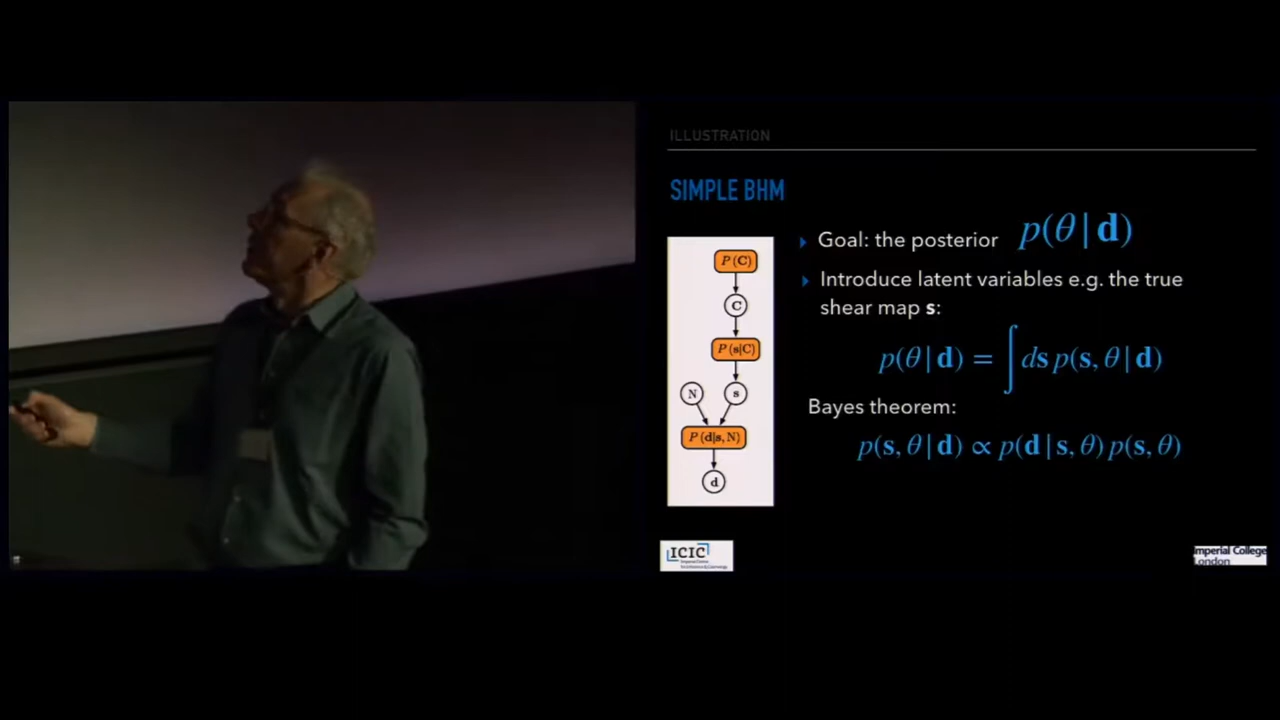 ILLUSTRATION
SIMPLE BHM
Goal: the posterior p(θ|d)
Introduce latent variables e.g. the true
shear map s:
p(θ|d) = ∫ds p(s, θ|d)
Bayes theorem:
p(s, θ|d) ∝ p(d|s, θ) p(s, θ)
P(C)
C
P(s|C)
N s
P(d|s, N)
d
ICIC
Imperial College
London